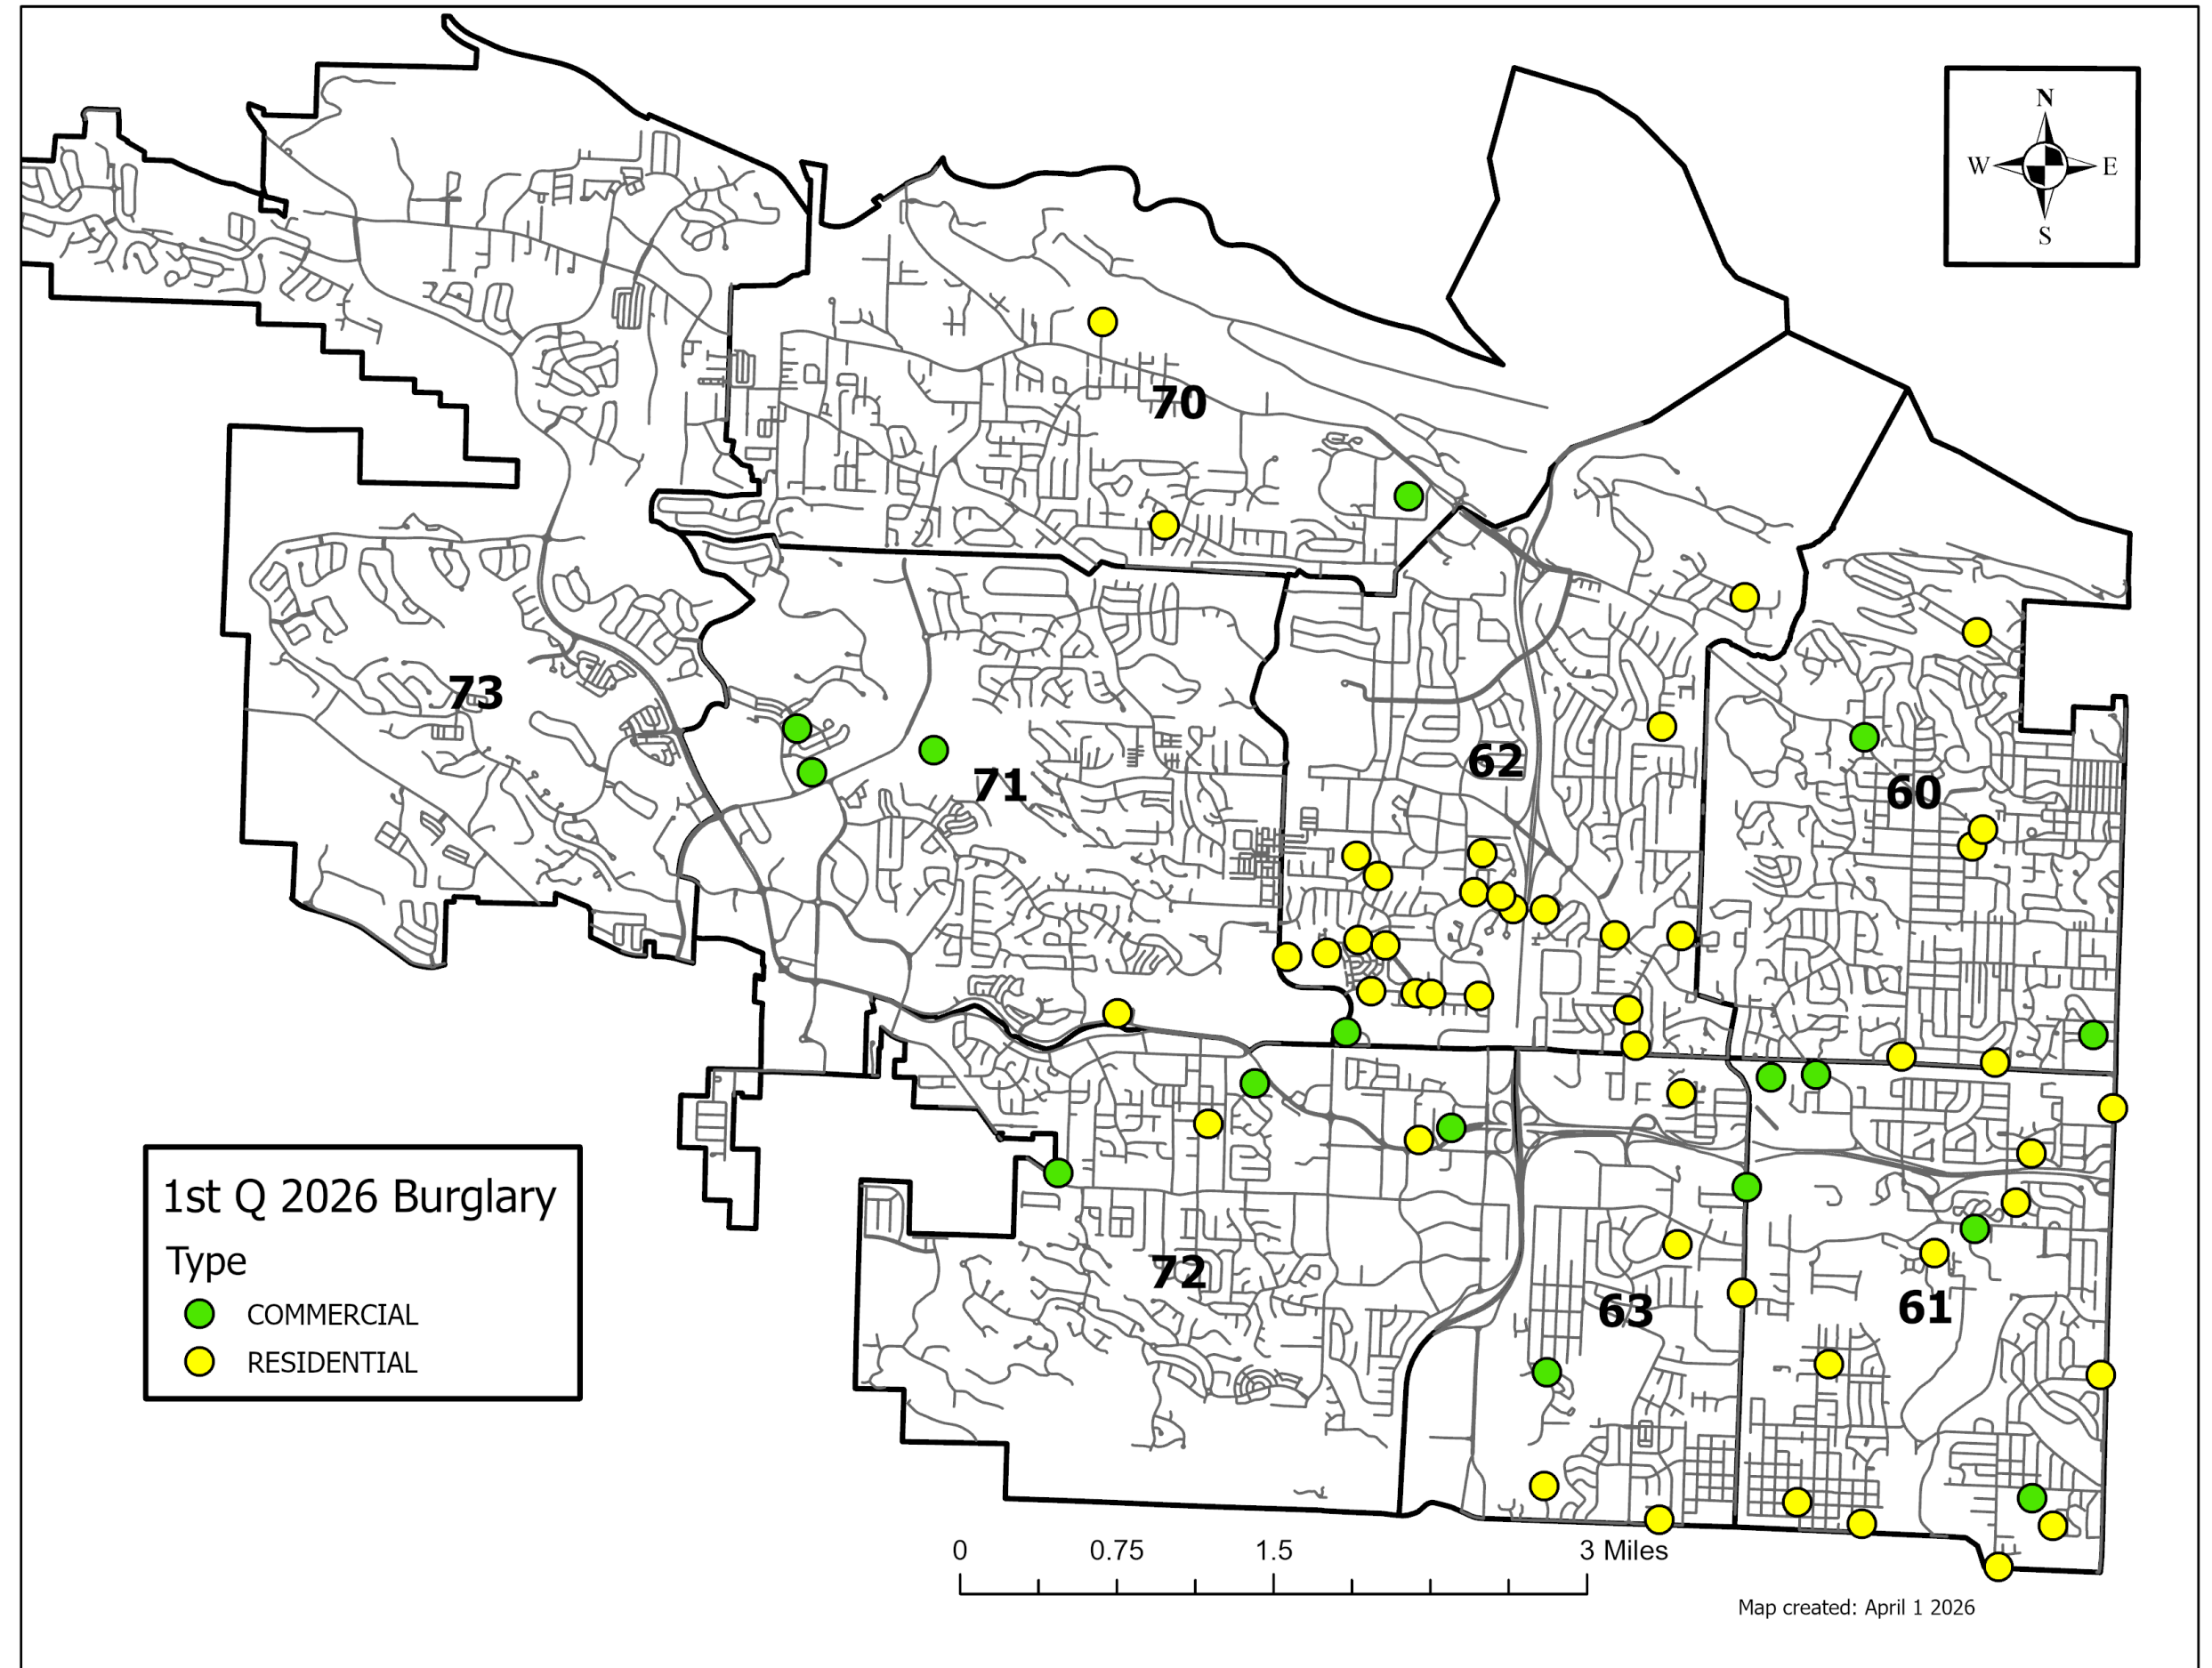 N
W E
S
70
73
62
71
60
1st Q 2026 Burglary
Type
COMMERCIAL
RESIDENTIAL
72
63
61
0 0.75 1.5 3 Miles
Map created: April 1 2026